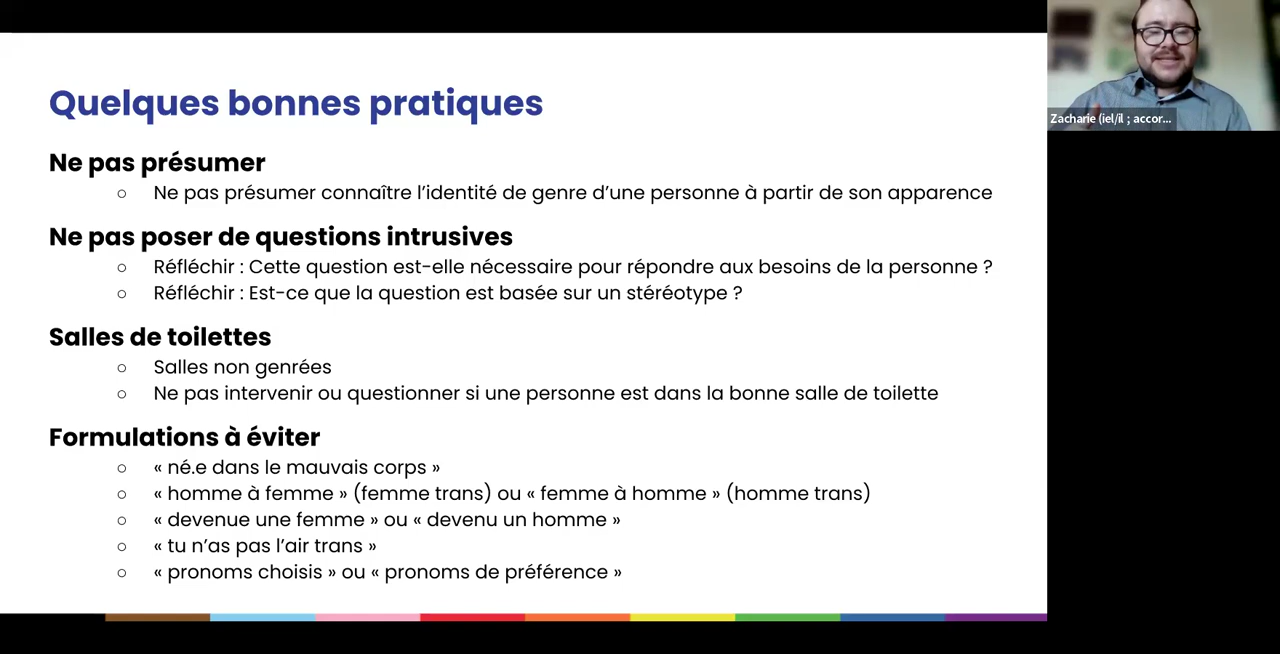 Quelques bonnes pratiques
Ne pas présumer
○ Ne pas présumer connaître l'identité de genre d'une personne à partir de son apparence
Ne pas poser de questions intrusives
○ Réfléchir : Cette question est-elle nécessaire pour répondre aux besoins de la personne ?
○ Réfléchir : Est-ce que la question est basée sur un stéréotype ?
Salles de toilettes
○ Salles non genrées
○ Ne pas intervenir ou questionner si une personne est dans la bonne salle de toilette
Formulations à éviter
○ « né.e dans le mauvais corps »
○ « homme à femme » (femme trans) ou « femme à homme » (homme trans)
○ « devenue une femme » ou « devenu un homme »
○ « tu n'as pas l'air trans »
○ « pronoms choisis » ou « pronoms de préférence »
Zacharie (iel/il ; accor...